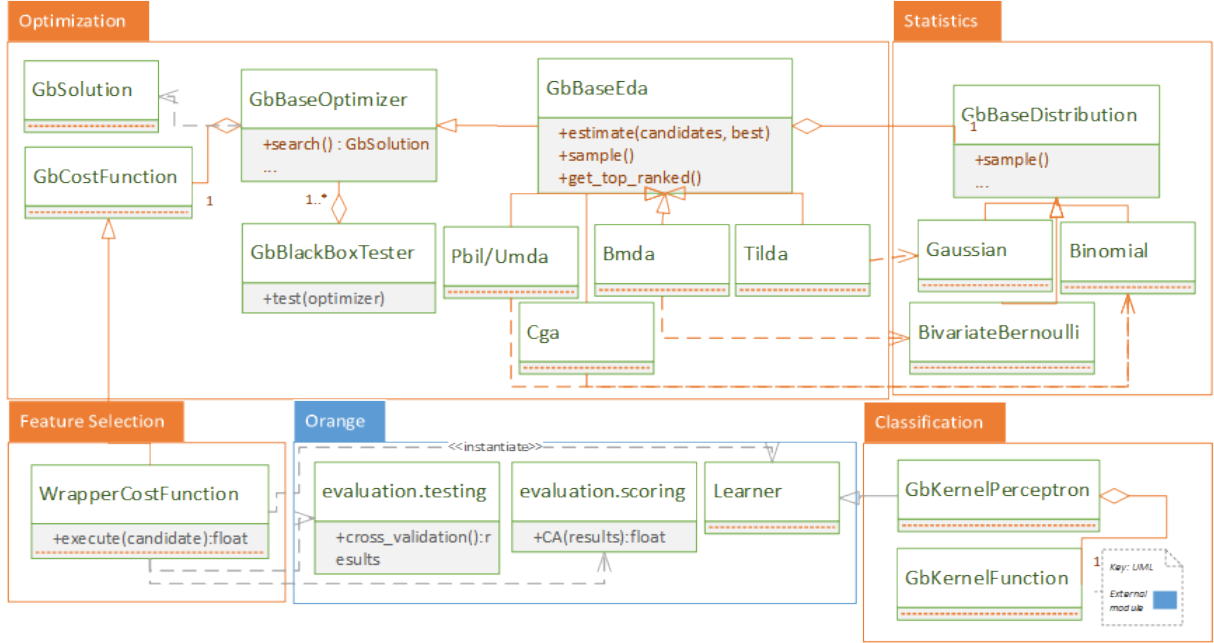 Optimization
Statistics
GbSolution
GbBaseOptimizer
+search() : GbSolution
...
GbBaseEda
+estimate(candidates, best)
+sample()
+get_top_ranked()
1
GbBaseDistribution
+sample()
...
GbCostFunction
1
1..*
GbBlackBoxTester
+test(optimizer)
Pbil/Umda
Bmda
Tilda
Gaussian
Binomial
Cga
BivariateBernoulli
Feature Selection
Orange
Classification
<<instantiate>>
WrapperCostFunction
+execute(candidate):float
evaluation.testing
+cross_validation():r
esults
evaluation.scoring
+CA(results):float
Learner
GbKernelPerceptron
GbKernelFunction
1
Key: UML
External
module